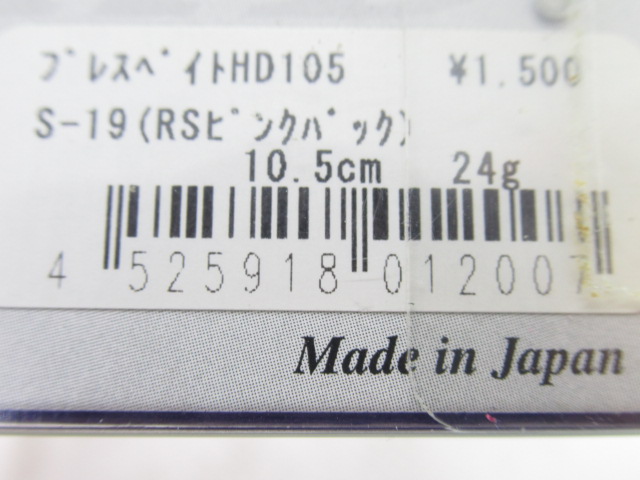 ﾌﾞﾚｽﾍﾞｲﾄHD105 ¥1,500
S-19(RSﾋﾟﾝｸﾊﾞｯｸ)
10.5cm 24g
4 525918 012007
Made in Japan